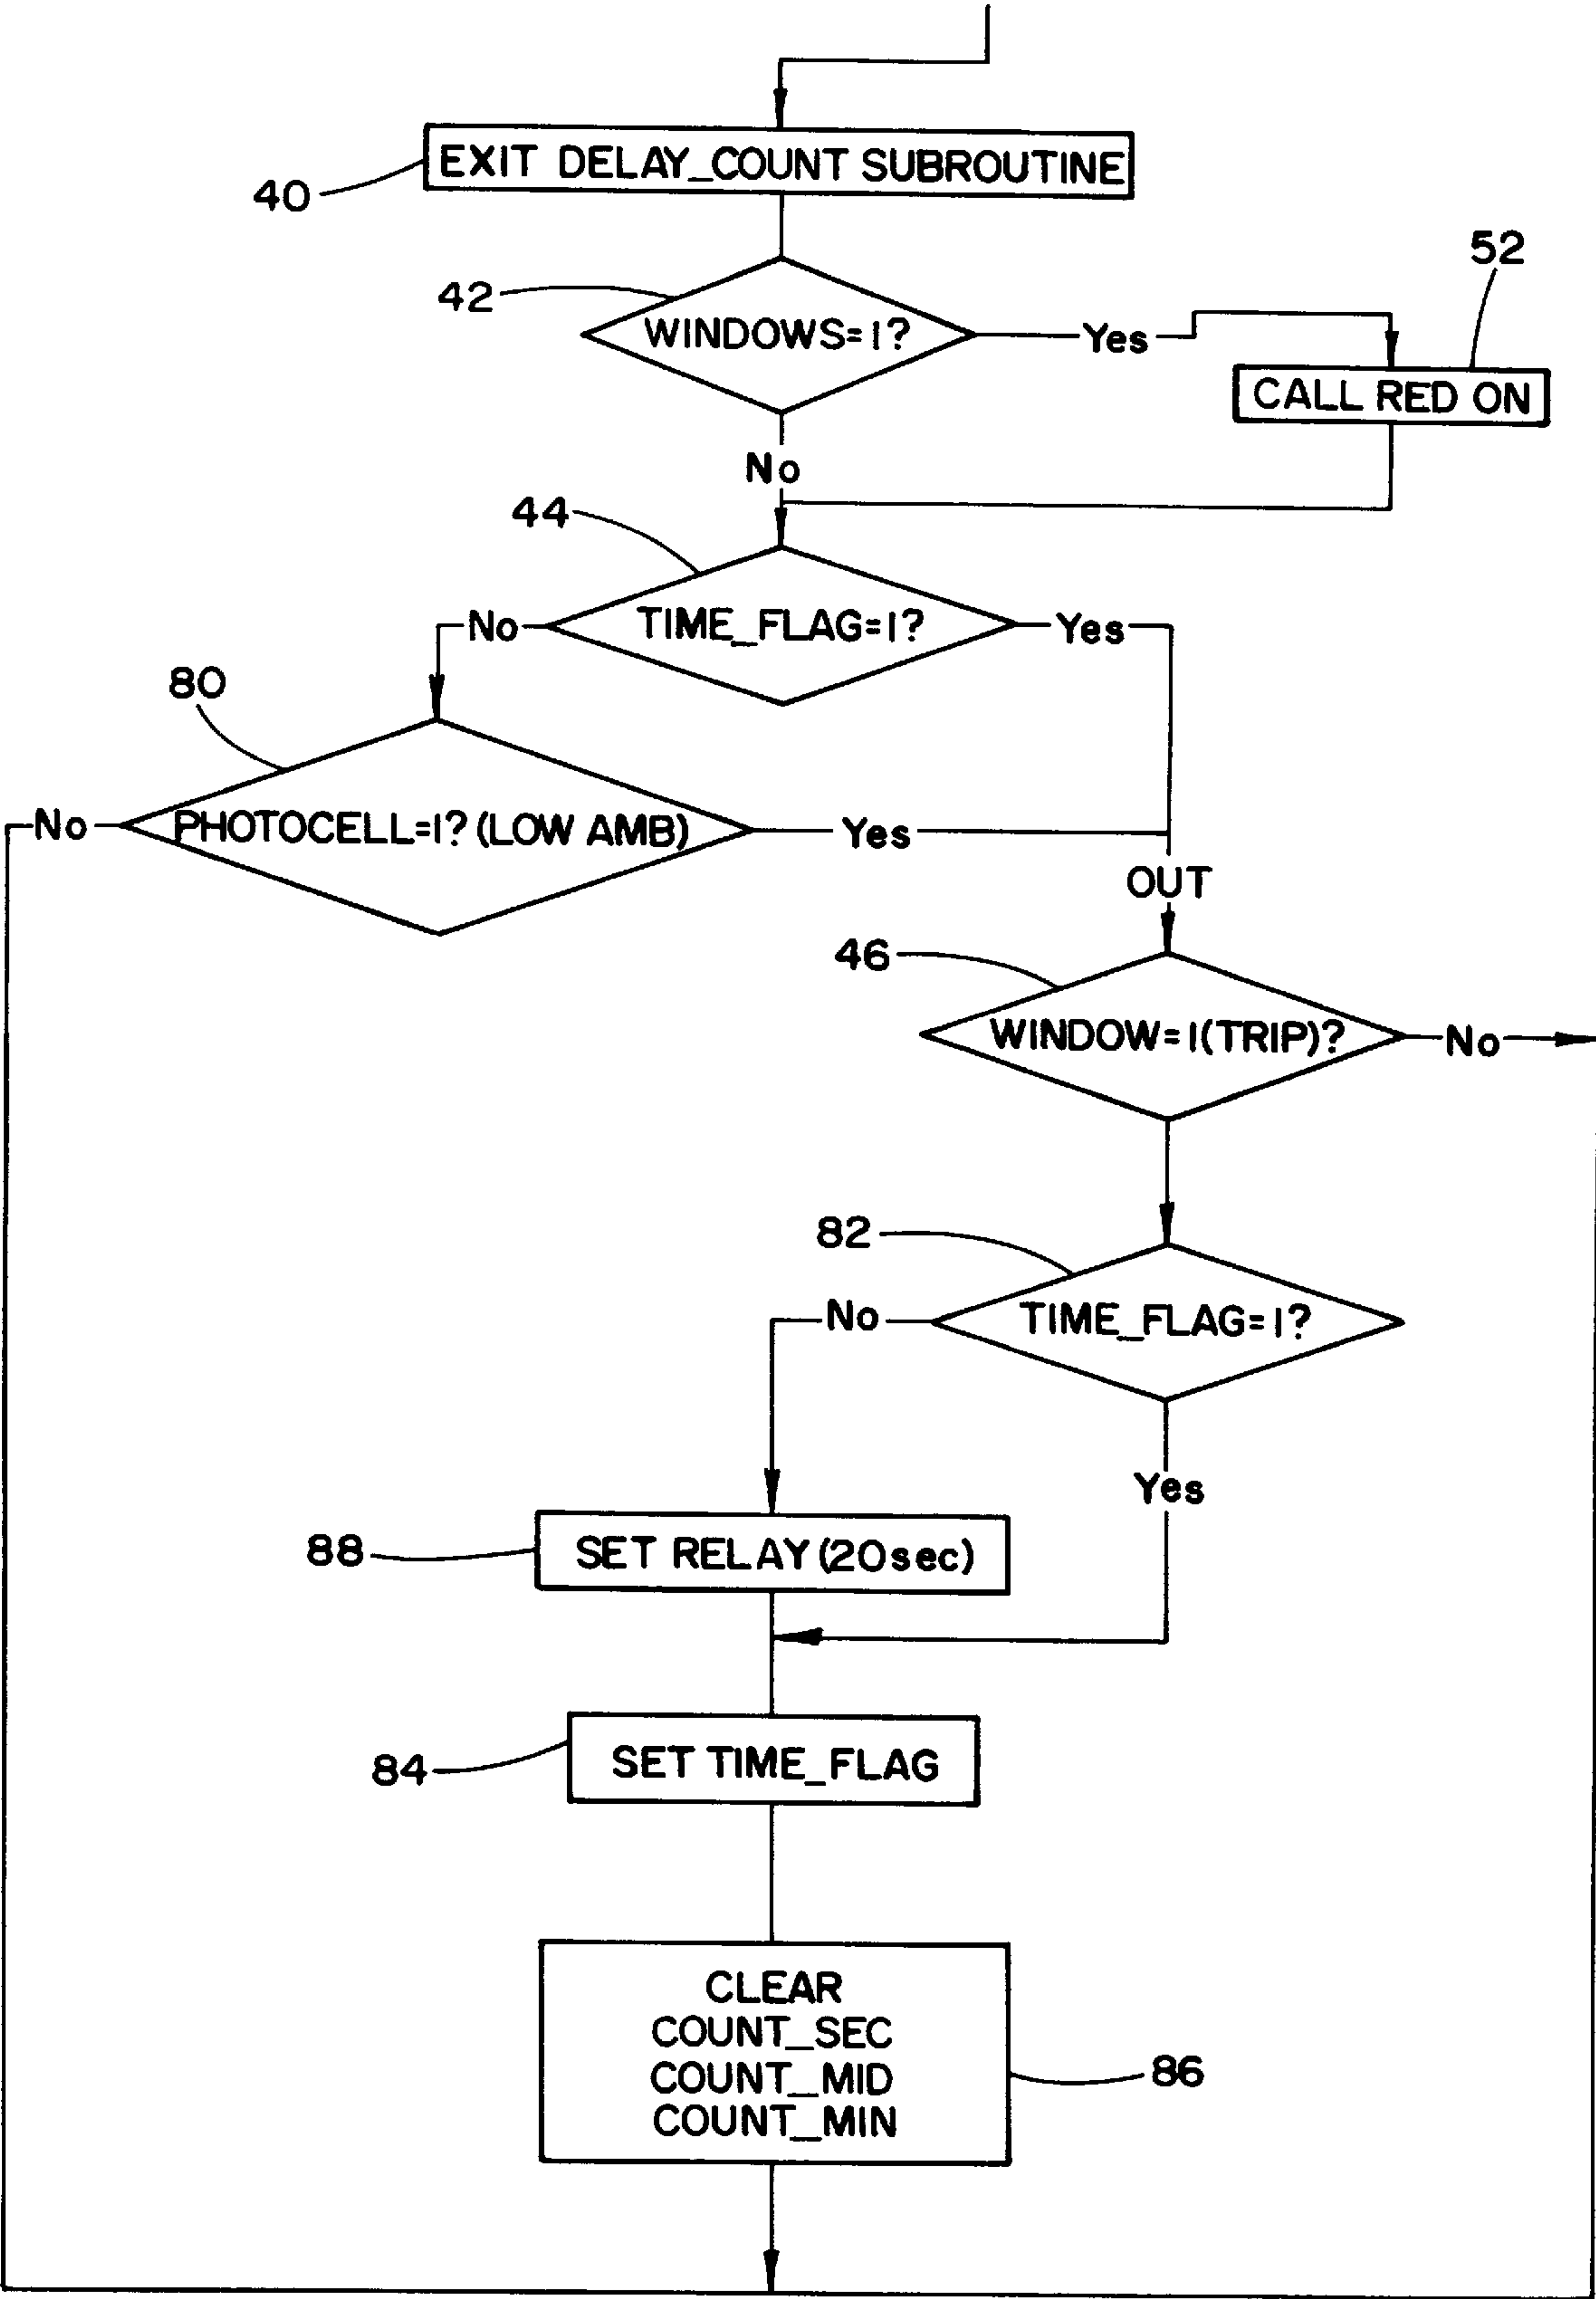 EXIT DELAY_COUNT SUBROUTINE
40
52
42
WINDOWS=1?
Yes
CALL RED ON
No
44
No
TIME_FLAG=1?
Yes
80
No
PHOTOCELL=1? (LOW AMB)
Yes
OUT
46
WINDOW=1(TRIP)?
No
82
No
TIME_FLAG=1?
Yes
88
SET RELAY (20sec)
84
SET TIME_FLAG
CLEAR
COUNT_SEC
COUNT_MID
COUNT_MIN
86